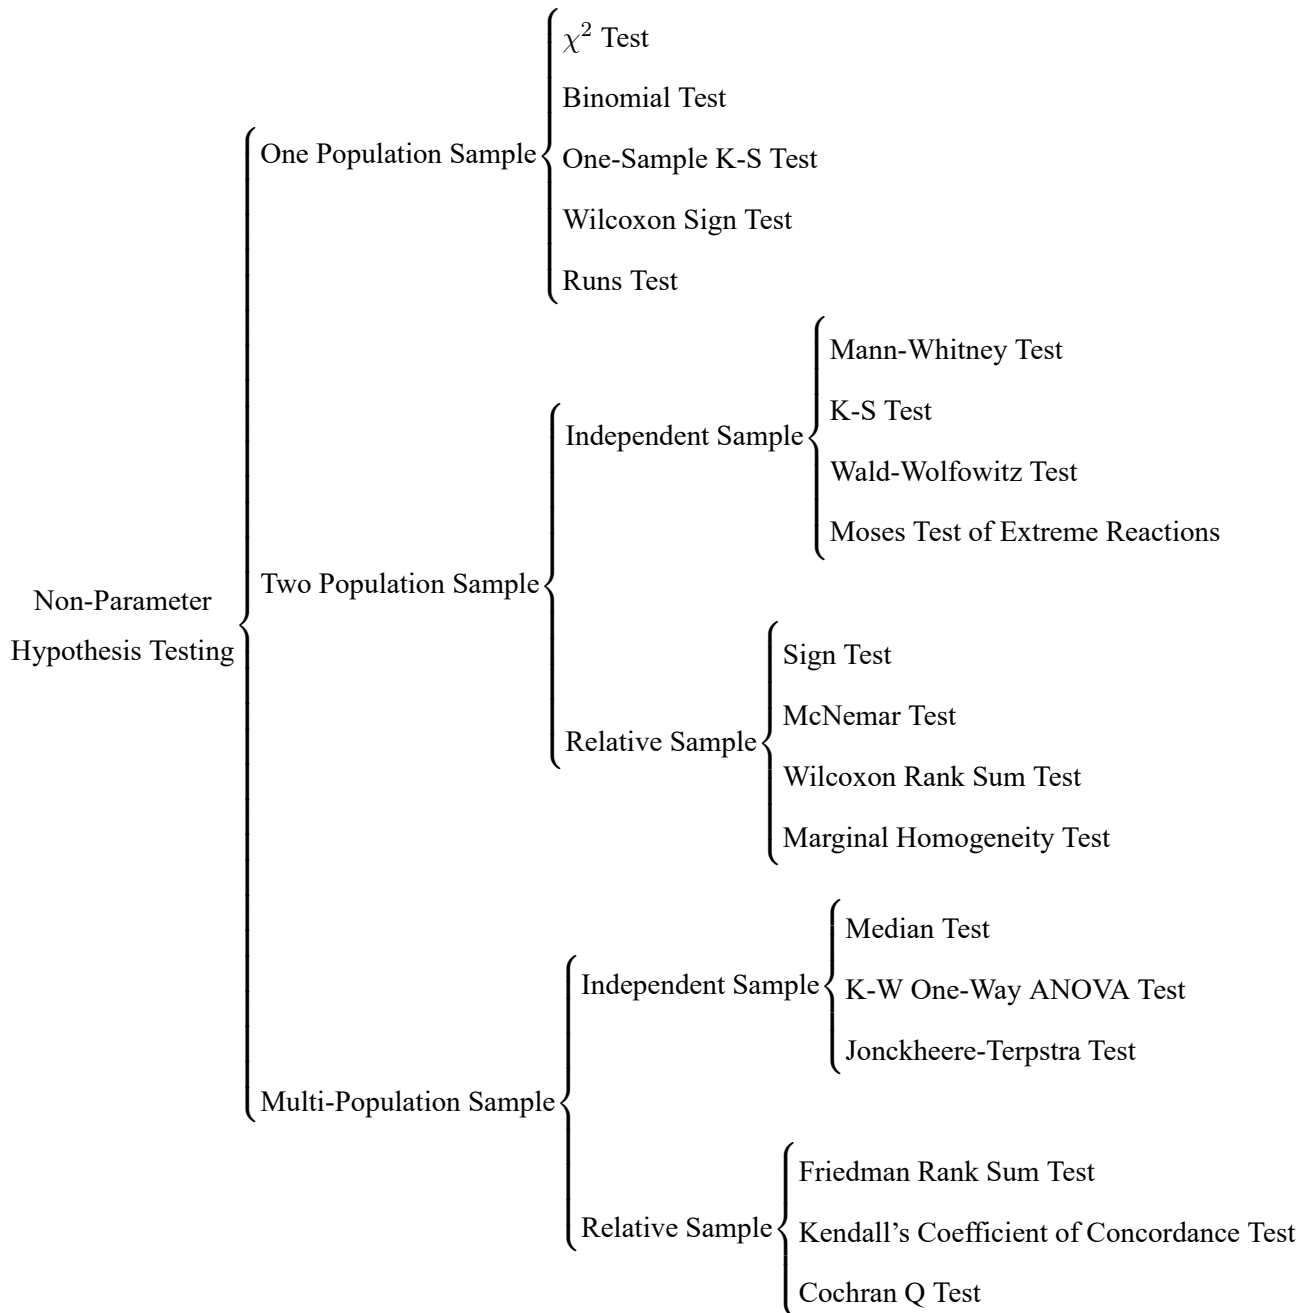 χ² Test
Binomial Test
One Population Sample
One-Sample K-S Test
Wilcoxon Sign Test
Runs Test
Mann-Whitney Test
K-S Test
Independent Sample
Wald-Wolfowitz Test
Moses Test of Extreme Reactions
Two Population Sample
Non-Parameter
Hypothesis Testing
Sign Test
McNemar Test
Relative Sample
Wilcoxon Rank Sum Test
Marginal Homogeneity Test
Median Test
Independent Sample
K-W One-Way ANOVA Test
Jonckheere-Terpstra Test
Multi-Population Sample
Friedman Rank Sum Test
Relative Sample
Kendall’s Coefficient of Concordance Test
Cochran Q Test